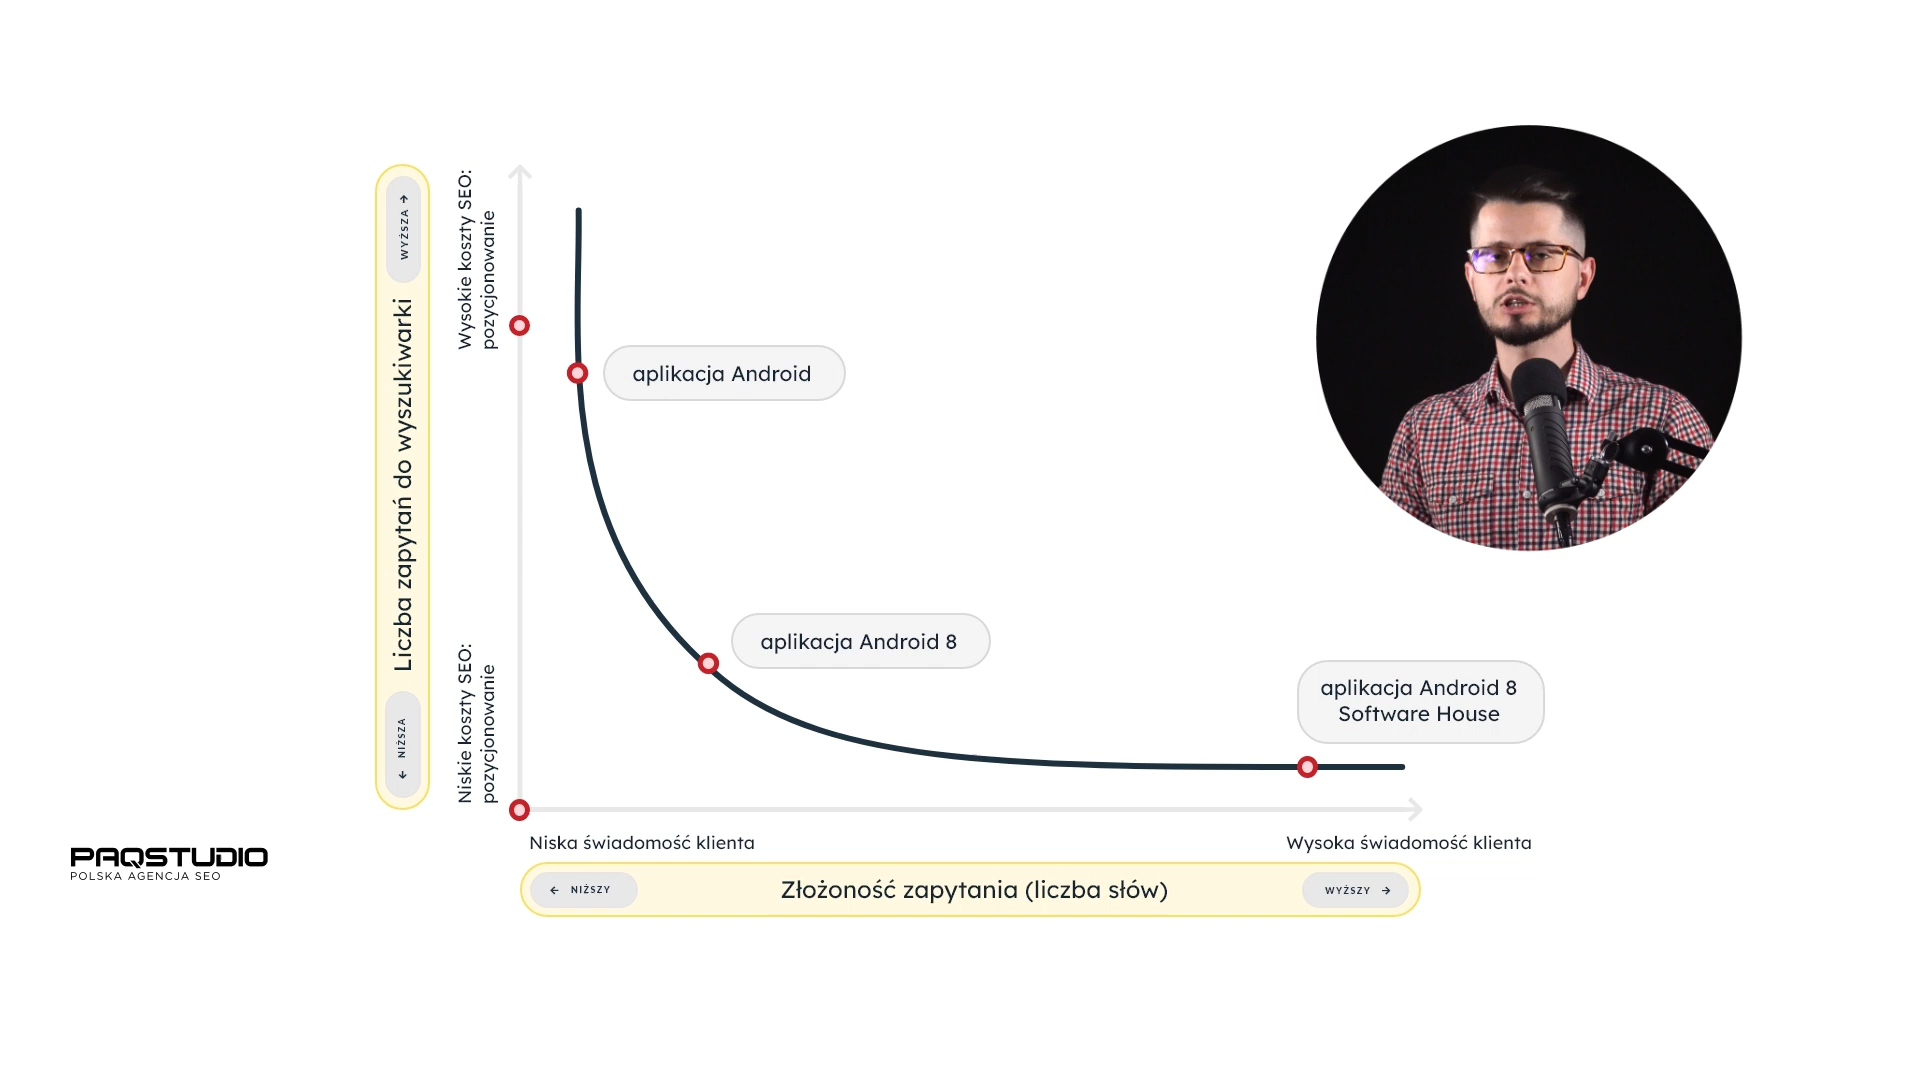 WYŻSZA →
Liczba zapytań do wyszukiwarki
← NIŻSZA
Wysokie koszty SEO:
pozycjonowanie
Niskie koszty SEO:
pozycjonowanie
aplikacja Android
aplikacja Android 8
aplikacja Android 8
Software House
Niska świadomość klienta
Wysoka świadomość klienta
← NIŻSZY
Złożoność zapytania (liczba słów)
WYŻSZY →
PAQSTUDIO
POLSKA AGENCJA SEO